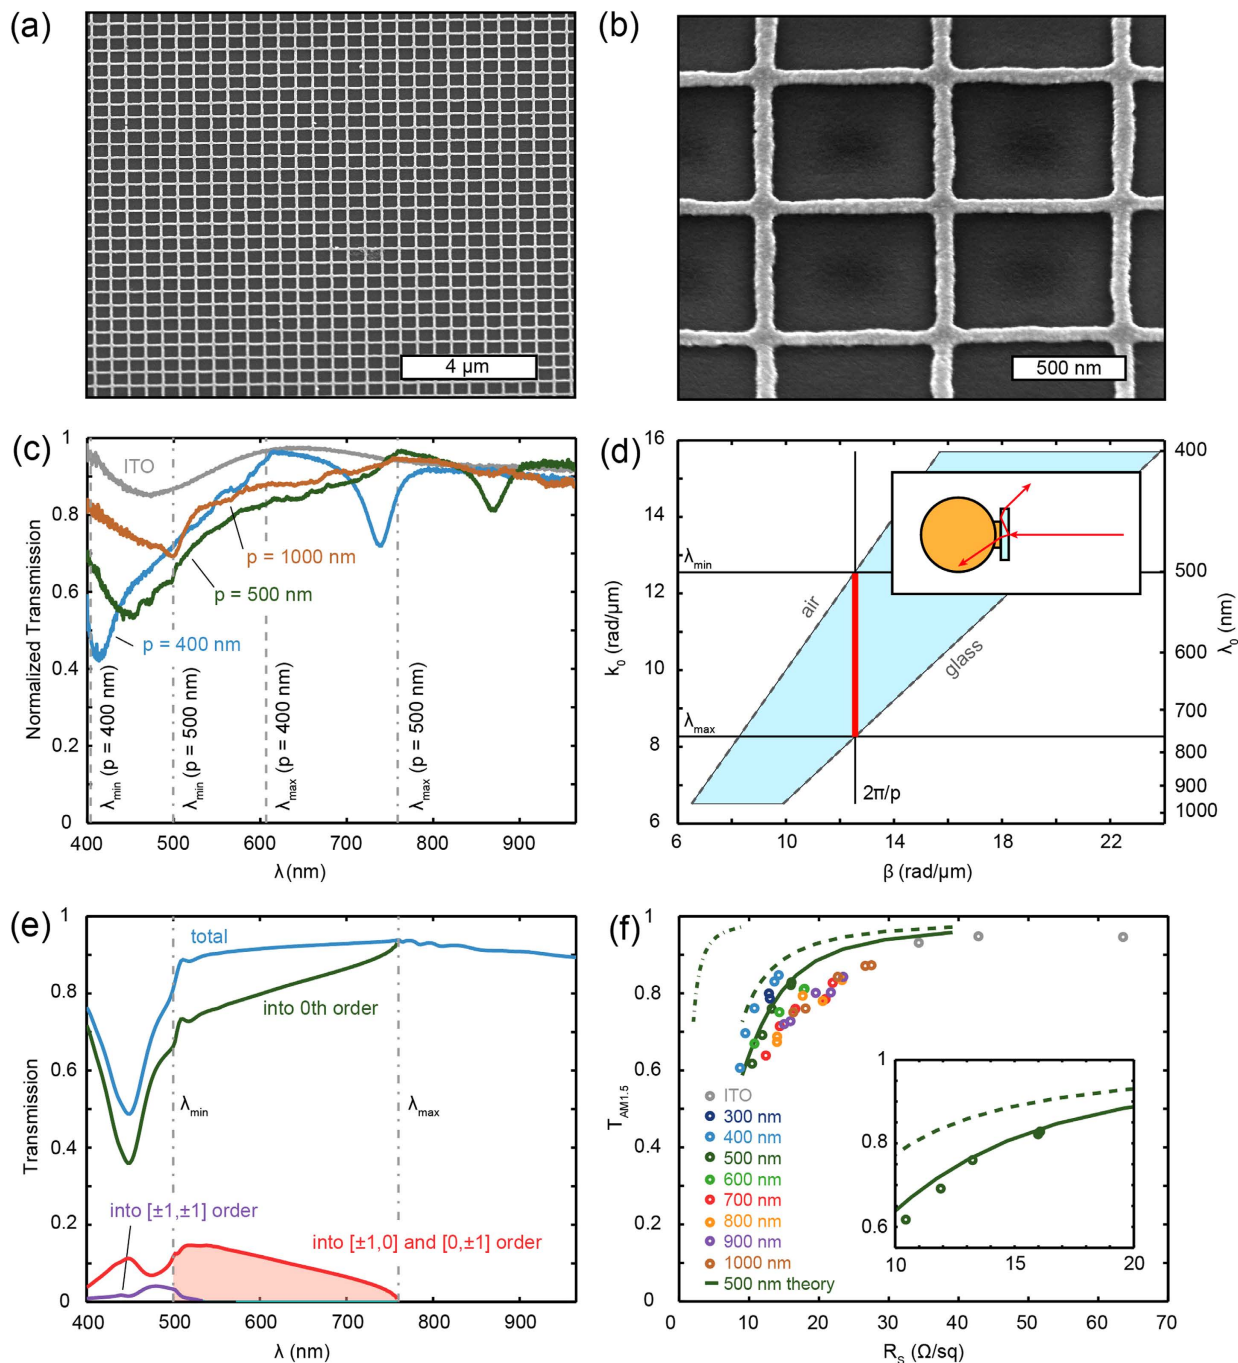 (a)
4 µm
(b)
500 nm
(c)
1
0.8
0.6
0.4
0.2
0
Normalized Transmission
ITO
p = 1000 nm
p = 500 nm
p = 400 nm
λmin (p = 400 nm)
λmin (p = 500 nm)
λmax (p = 400 nm)
λmax (p = 500 nm)
400 500 600 700 800 900
λ (nm)
(d)
16
14
12
10
8
6
k0 (rad/µm)
λmin
λmax
air
glass
2π/p
400
500
600
700
800
900
1000
λ0 (nm)
6 10 14 18 22
β (rad/µm)
(e)
1
0.8
0.6
0.4
0.2
0
Transmission
total
into 0th order
λmin
λmax
into [±1,±1] order
into [±1,0] and [0,±1] order
400 500 600 700 800 900
λ (nm)
(f)
1
0.8
0.6
0.4
0.2
0
TAM1.5
ITO
300 nm
400 nm
500 nm
600 nm
700 nm
800 nm
900 nm
1000 nm
500 nm theory
1
0.8
0.6
10 15 20
0 10 20 30 40 50 60 70
Rs (Ω/sq)